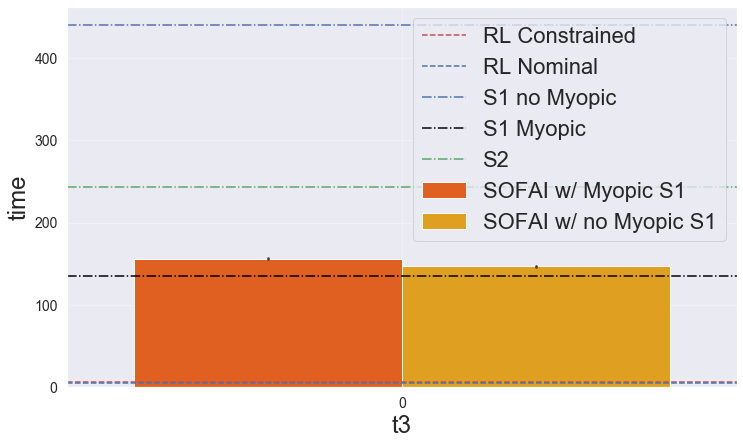 RL Constrained
RL Nominal
S1 no Myopic
S1 Myopic
S2
SOFAI w/ Myopic S1
SOFAI w/ no Myopic S1
time
400
300
200
100
0
0
t3